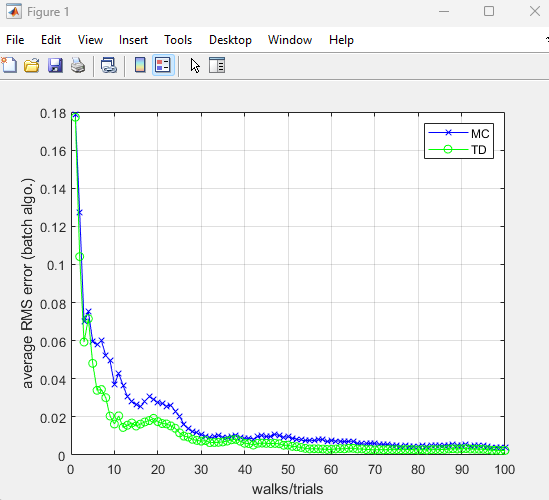 Figure 1
File Edit View Insert Tools Desktop Window Help
MC
TD
average RMS error (batch algo.)
0.18
0.16
0.14
0.12
0.1
0.08
0.06
0.04
0.02
0
0 10 20 30 40 50 60 70 80 90 100
walks/trials